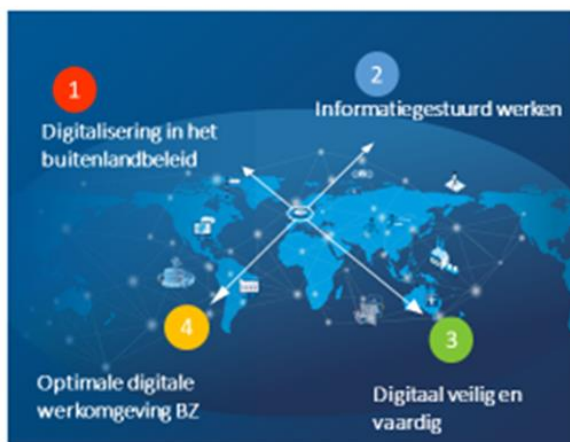 1
Digitalisering in het
buitenlandbeleid
2
Informatiegestuurd werken
3
Digitaal veilig en
vaardig
4
Optimale digitale
werkomgeving BZ